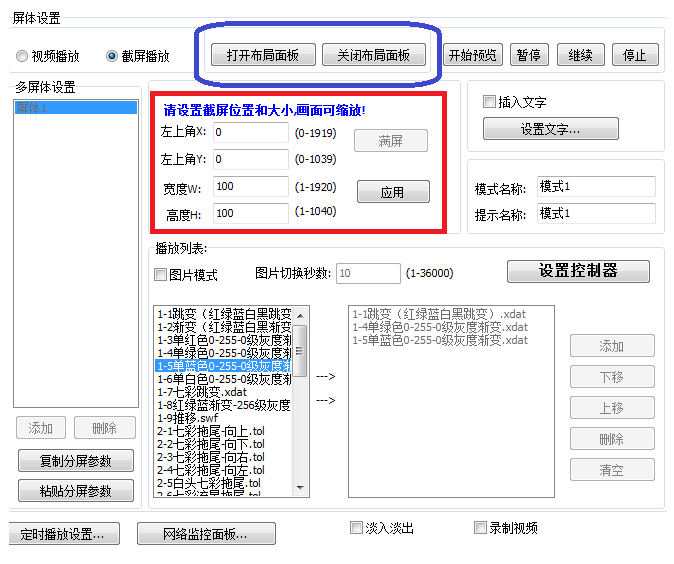 屏体设置
视频播放 截屏播放 打开布局面板 关闭布局面板 开始预览 暂停 继续 停止
多屏体设置
屏体1
请设置截屏位置和大小,画面可缩放!
左上角X: 0 (0-1919) 满屏
左上角Y: 0 (0-1039)
宽度W: 100 (1-1920) 应用
高度H: 100 (1-1040)
插入文字
设置文字...
模式名称: 模式1
提示名称: 模式1
播放列表:
图片模式 图片切换秒数: 10 (1-36000) 设置控制器
1-1跳变（红绿蓝白黑跳变
1-2渐变（红绿蓝白黑渐变
1-3单红色0-255-0级灰度渐
1-4单绿色0-255-0级灰度渐
1-5单蓝色0-255-0级灰度渐
1-6单白色0-255-0级灰度渐
1-7七彩跳变.xdat
1-8红绿蓝渐变-256级灰度
1-9推移.swf
2-1七彩拖尾-向上.tol
2-2七彩拖尾-向下.tol
2-3七彩拖尾-向右.tol
2-4七彩拖尾-向左.tol
2-5白头七彩拖尾.tol
2-6七彩流星拖尾.tol
--->
--->
1-1跳变（红绿蓝白黑跳变）.xdat
1-4单绿色0-255-0级灰度渐变.xdat
1-5单蓝色0-255-0级灰度渐变.xdat
添加
下移
上移
删除
清空
添加 删除
复制分屏参数
粘贴分屏参数
定时播放设置... 网络监控面板... 淡入淡出 录制视频